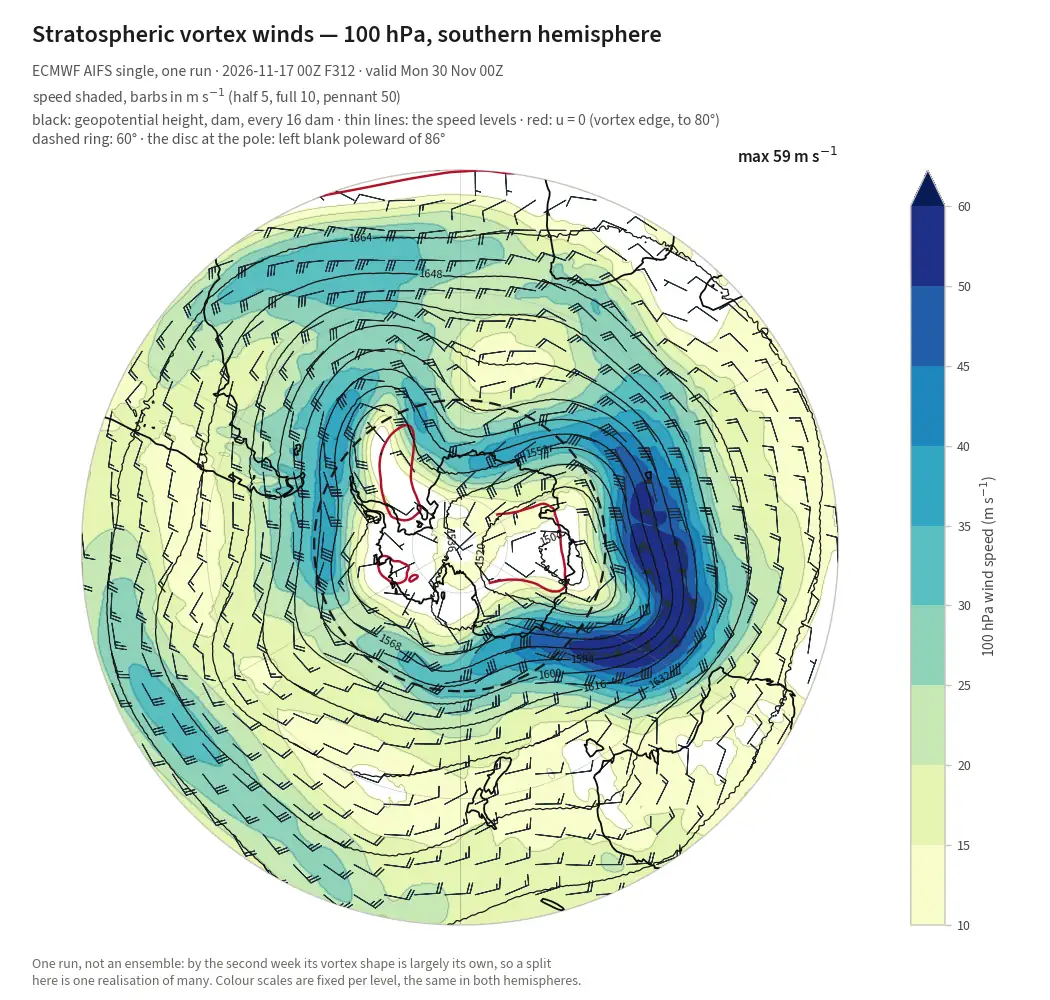 Stratospheric vortex winds — 100 hPa, southern hemisphere
ECMWF AIFS single, one run · 2026-11-17 00Z F312 · valid Mon 30 Nov 00Z
speed shaded, barbs in m s⁻¹ (half 5, full 10, pennant 50)
black: geopotential height, dam, every 16 dam · thin lines: the speed levels · red: u = 0 (vortex edge, to 80°)
dashed ring: 60° · the disc at the pole: left blank poleward of 86°
max 59 m s⁻¹
1664
1648
1536
1520
1568
1584
1600
1616
1632
60
50
45
40
35
30
25
20
15
10
100 hPa wind speed (m s⁻¹)
One run, not an ensemble: by the second week its vortex shape is largely its own, so a split
here is one realisation of many. Colour scales are fixed per level, the same in both hemispheres.